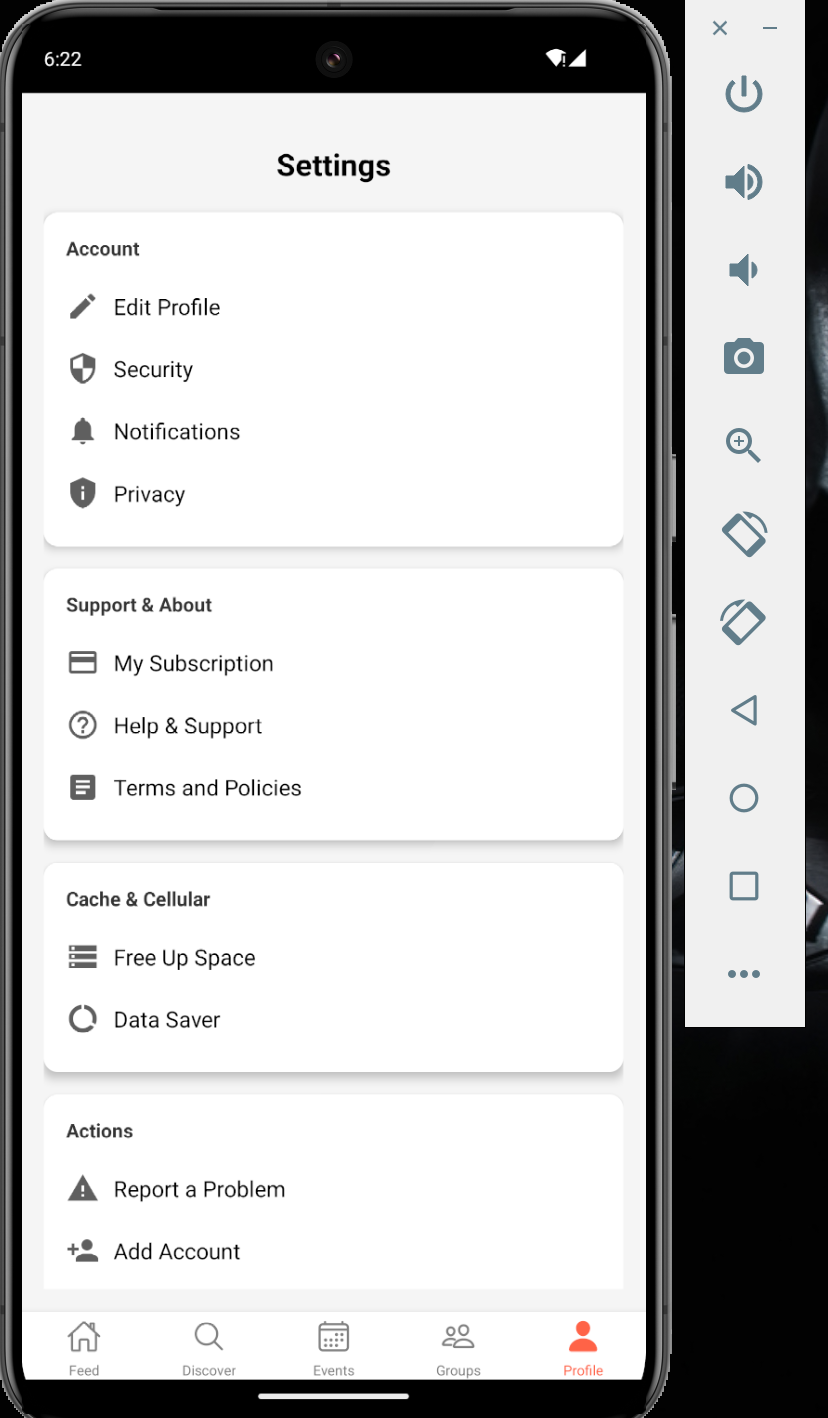 6:22
Settings
Account
Edit Profile
Security
Notifications
Privacy
Support & About
My Subscription
Help & Support
Terms and Policies
Cache & Cellular
Free Up Space
Data Saver
Actions
Report a Problem
Add Account
Feed Discover Events Groups Profile